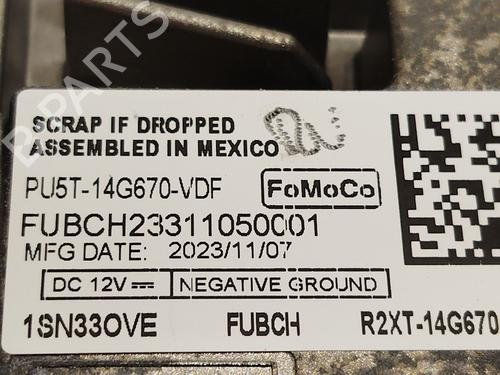 B-PARTS
SCRAP IF DROPPED
ASSEMBLED IN MEXICO
PU5T-14G670-VDF FoMoCo
FUBCH23311050001
MFG DATE: 2023/11/07
DC 12V⎓ NEGATIVE GROUND
1SN33OVE FUBCH R2XT-14G670